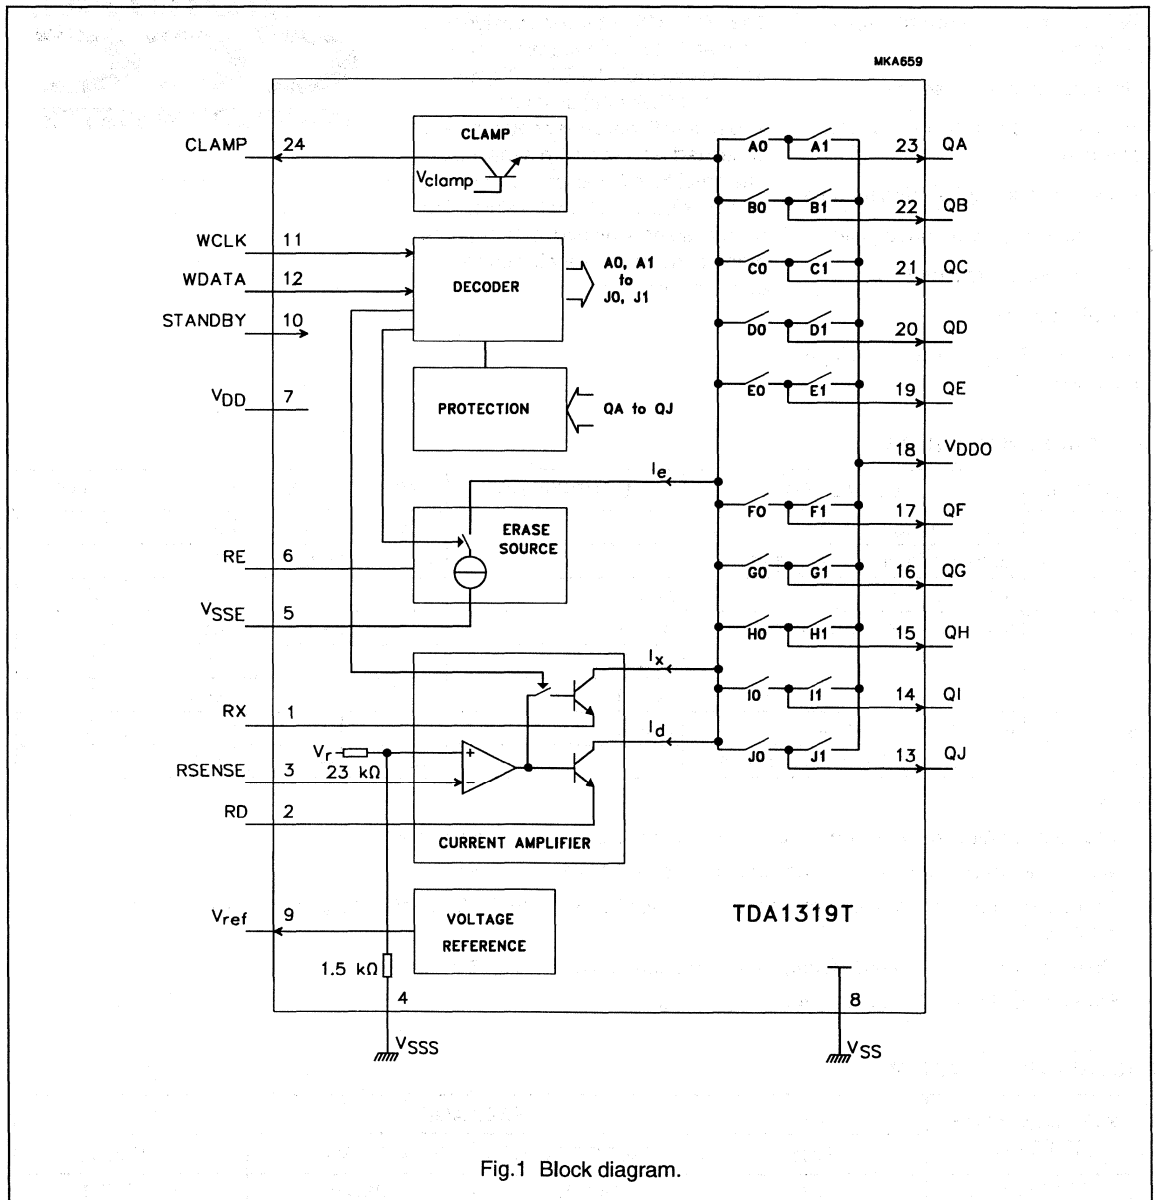 MKA659
CLAMP 24
CLAMP
Vclamp
WCLK 11
WDATA 12
STANDBY 10
DECODER
A0, A1
to
J0, J1
VDD 7
PROTECTION
QA to QJ
Ie
ERASE
SOURCE
RE 6
VSSE 5
Ix
RX 1
Id
Vr
23 kΩ
+
−
RSENSE 3
RD 2
CURRENT AMPLIFIER
Vref 9
VOLTAGE
REFERENCE
1.5 kΩ
4
VSSS
A0 A1 23 QA
B0 B1 22 QB
C0 C1 21 QC
D0 D1 20 QD
E0 E1 19 QE
18 VDDO
F0 F1 17 QF
G0 G1 16 QG
H0 H1 15 QH
I0 I1 14 QI
J0 J1 13 QJ
TDA1319T
8
VSS
Fig.1 Block diagram.